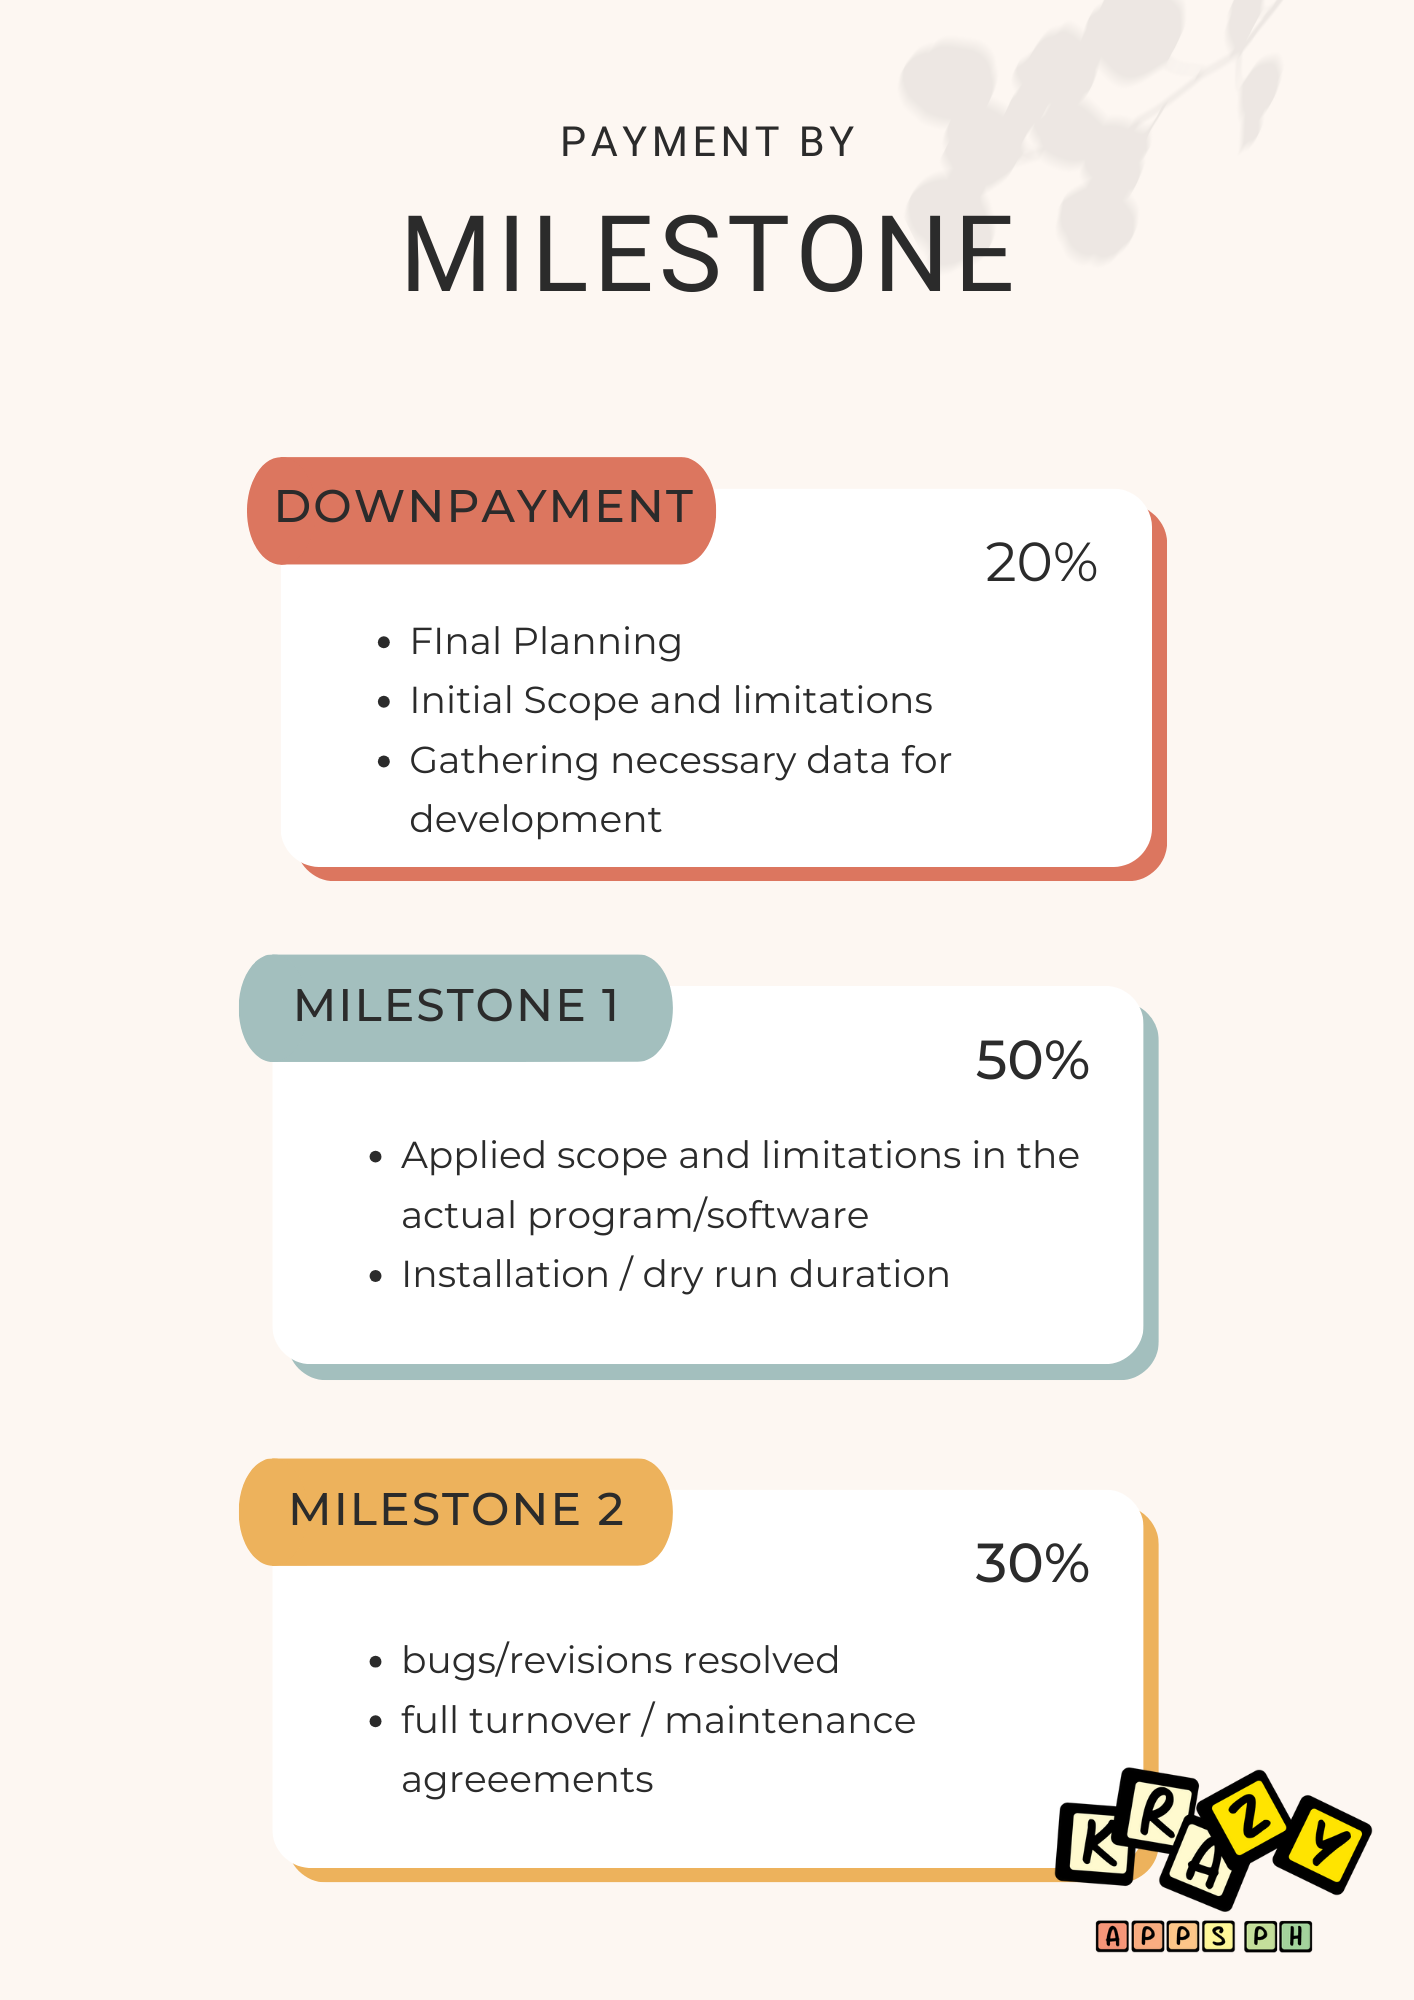 PAYMENT BY
MILESTONE
DOWNPAYMENT
20%
• FInal Planning
• Initial Scope and limitations
• Gathering necessary data for
development
MILESTONE 1
50%
• Applied scope and limitations in the
actual program/software
• Installation / dry run duration
MILESTONE 2
30%
• bugs/revisions resolved
• full turnover / maintenance
agreeements
KRAZY
APPS PH